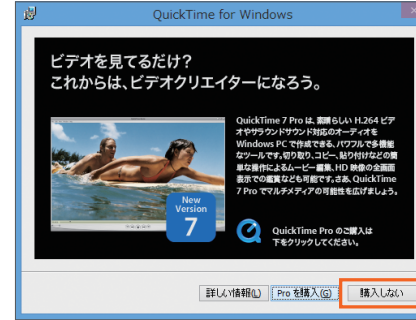 QuickTime for Windows
ビデオを見てるだけ?
これからは、ビデオクリエイターになろう。
QuickTime 7 Pro は、素晴らしい H.264 ビデ
オやサラウンドサウンド対応のオーディオを
Windows PC で作成できる、パワフルで多機能
なツールです。切り取り、コピー、貼り付けなどの簡
単な操作によるムービー編集、HD 映像の全画面
表示での鑑賞なども可能です。さあ、QuickTime
7 Pro でマルチメディアの可能性を広げましょう。
New
Version
7
QuickTime Pro のご購入は
下をクリックしてください。
詳しい情報(L)
Pro を購入(G)
購入しない